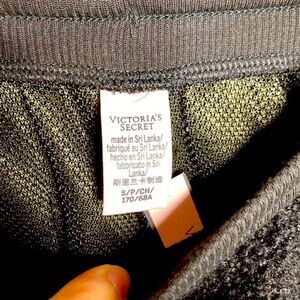 VICTORIA'S
SECRET
made in Sri Lanka/
fabriqué au Sri Lanka/
hecho en Sri Lanka/
fabbricato in
Sri Lanka/
斯里兰卡制造
S/P/CH/
170/68A